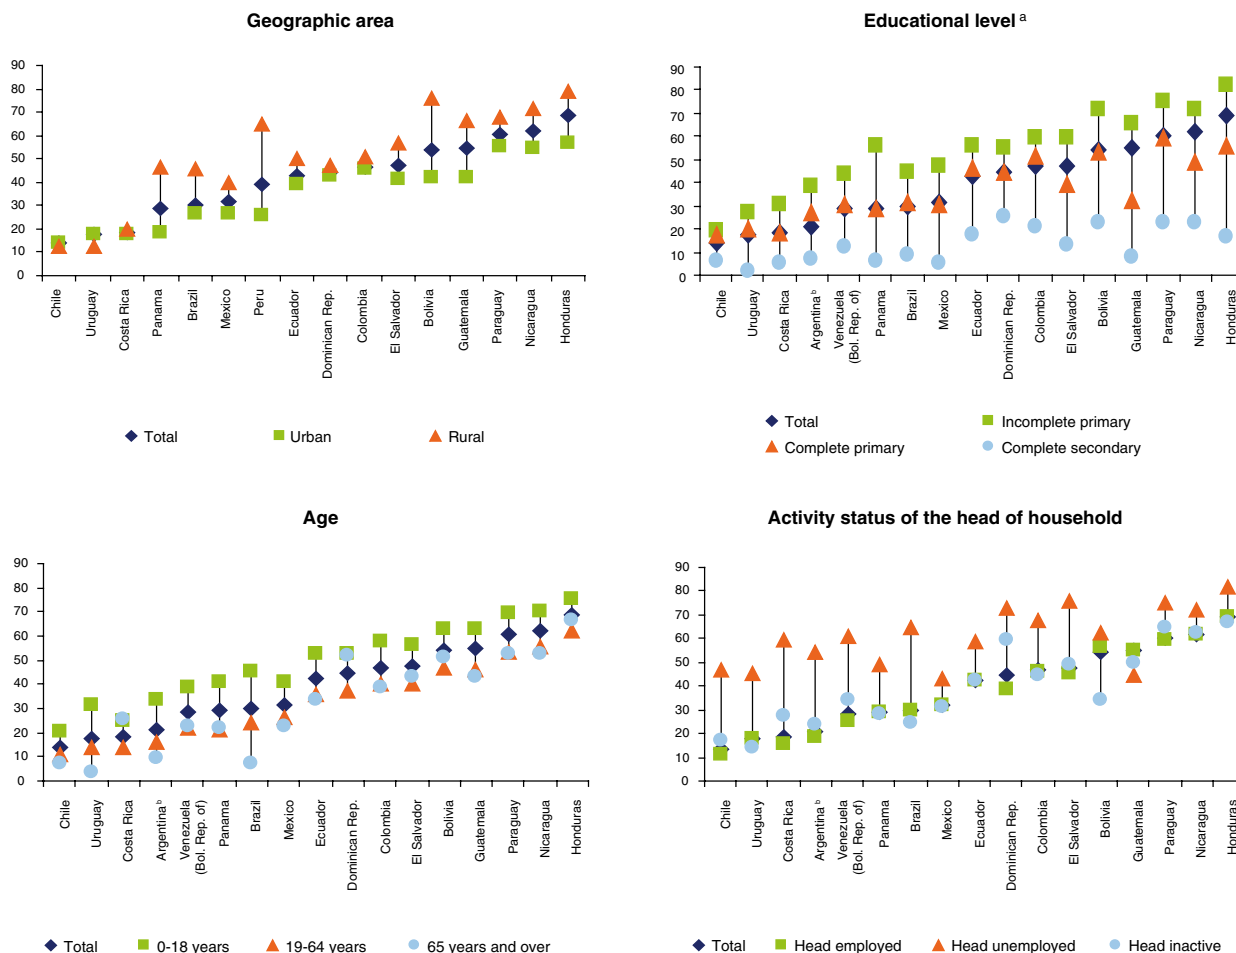 Geographic area
90
80
70
60
50
40
30
20
10
0
Chile
Uruguay
Costa Rica
Panama
Brazil
Mexico
Peru
Ecuador
Dominican Rep.
Colombia
El Salvador
Bolivia
Guatemala
Paraguay
Nicaragua
Honduras
Total
Urban
Rural
Educational level a
90
80
70
60
50
40
30
20
10
0
Chile
Uruguay
Costa Rica
Argentina b
Venezuela
(Bol. Rep. of)
Panama
Brazil
Mexico
Ecuador
Dominican Rep.
Colombia
El Salvador
Bolivia
Guatemala
Paraguay
Nicaragua
Honduras
Total
Incomplete primary
Complete primary
Complete secondary
Age
90
80
70
60
50
40
30
20
10
0
Chile
Uruguay
Costa Rica
Argentina b
Venezuela
(Bol. Rep. of)
Panama
Brazil
Mexico
Ecuador
Dominican Rep.
Colombia
El Salvador
Bolivia
Guatemala
Paraguay
Nicaragua
Honduras
Total
0-18 years
19-64 years
65 years and over
Activity status of the head of household
90
80
70
60
50
40
30
20
10
0
Chile
Uruguay
Costa Rica
Argentina b
Venezuela
(Bol. Rep. of)
Panama
Brazil
Mexico
Ecuador
Dominican Rep.
Colombia
El Salvador
Bolivia
Guatemala
Paraguay
Nicaragua
Honduras
Total
Head employed
Head unemployed
Head inactive